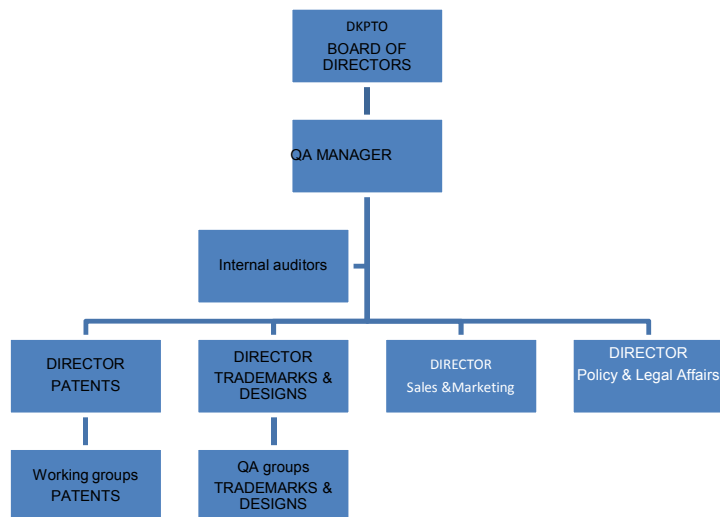 DKPTO
BOARD OF
DIRECTORS
QA MANAGER
Internal auditors
DIRECTOR
PATENTS
DIRECTOR
TRADEMARKS &
DESIGNS
DIRECTOR
Sales &Marketing
DIRECTOR
Policy & Legal Affairs
Working groups
PATENTS
QA groups
TRADEMARKS &
DESIGNS